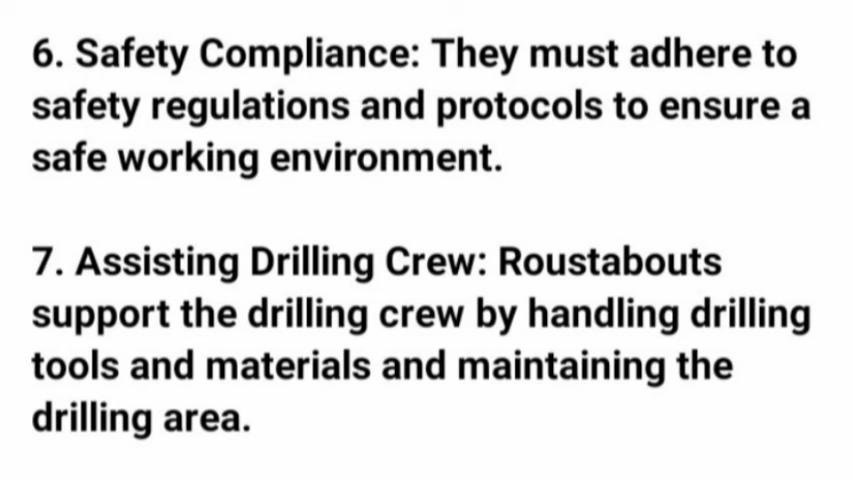 6. Safety Compliance: They must adhere to
safety regulations and protocols to ensure a
safe working environment.
7. Assisting Drilling Crew: Roustabouts
support the drilling crew by handling drilling
tools and materials and maintaining the
drilling area.